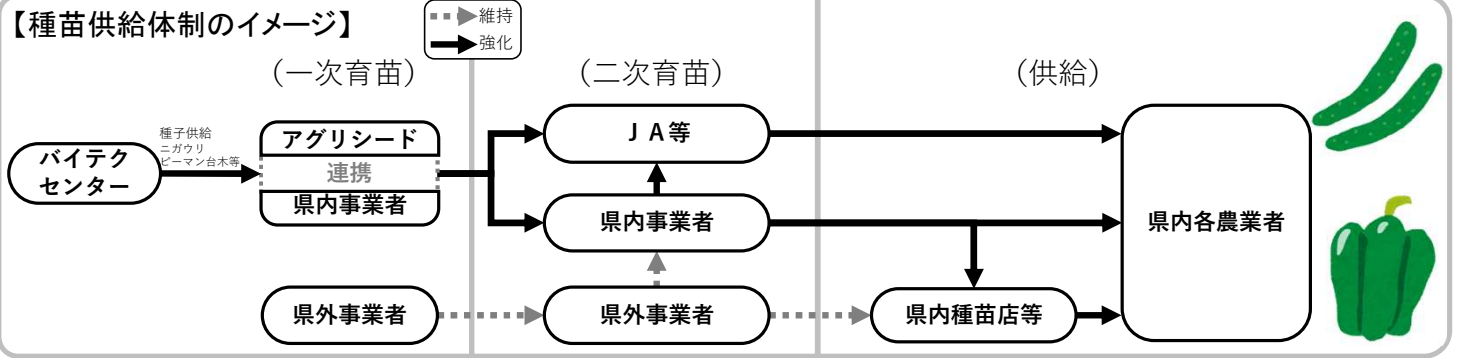 【種苗供給体制のイメージ】
維持
強化
（一次育苗）
（二次育苗）
（供給）
バイテク
センター
種子供給
ニガウリ
ピーマン台木等
アグリシード
連携
県内事業者
ＪＡ等
県内事業者
県内各農業者
県外事業者
県外事業者
県内種苗店等